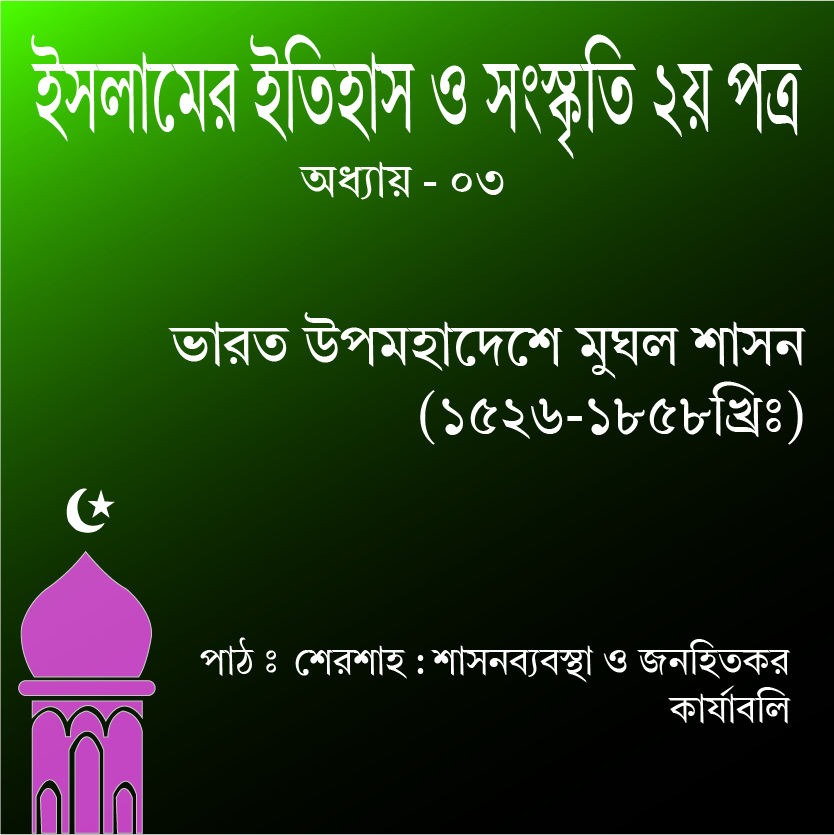 ইসলামের ইতিহাস ও সংস্কৃতি ২য় পত্র
অধ্যায় - ০৩
ভারত উপমহাদেশে মুঘল শাসন
(১৫২৬-১৮৫৮খ্রিঃ)
পাঠ ঃ শেরশাহ : শাসনব্যবস্থা ও জনহিতকর
কার্যাবলি